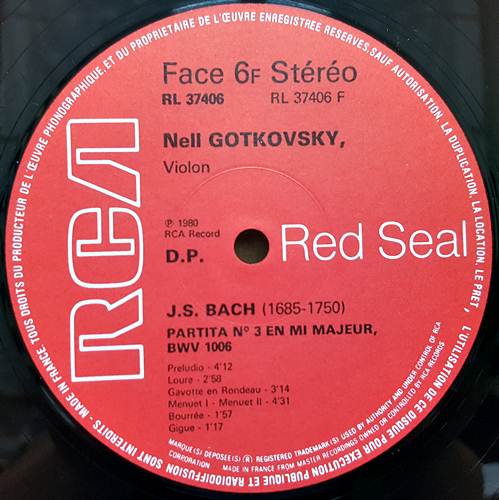 TOUS DROITS DU PRODUCTEUR DE L'ŒUVRE PHONOGRAPHIQUE.ET DU PROPRIETAIRE DE L'ŒUVRE ENREGISTREE RESERVES.SAUF AUTORISATION, LA DUPLICATION, LA LOCATION, LE PRET, L'UTILISATION DE CE DISQUE POUR EXECUTION PUBLIQUE ET RADIODIFFUSION SONT INTERDITS. MADE IN FRANCE
Face 6F Stéréo
RL 37406 RL 37406 F
Nell GOTKOVSKY,
Violon
RCA
℗ 1980
RCA Record
D.P.
Red Seal
J.S. BACH (1685-1750)
PARTITA Nº 3 EN MI MAJEUR,
BWV 1006
Preludio - 4'12
Loure - 2'58
Gavotte en Rondeau - 3'14
Menuet I - Menuet II - 4'31
Bourrée - 1'57
Gigue - 1'17
MARQUE(S) DEPOSEE(S) ® REGISTERED TRADEMARK(S) USED BY AUTHORITY AND UNDER CONTROL OF RCA
CORPORATION MADE IN FRANCE FROM MASTER RECORDINGS OWNED OR CONTROLLED BY RCA RECORDS